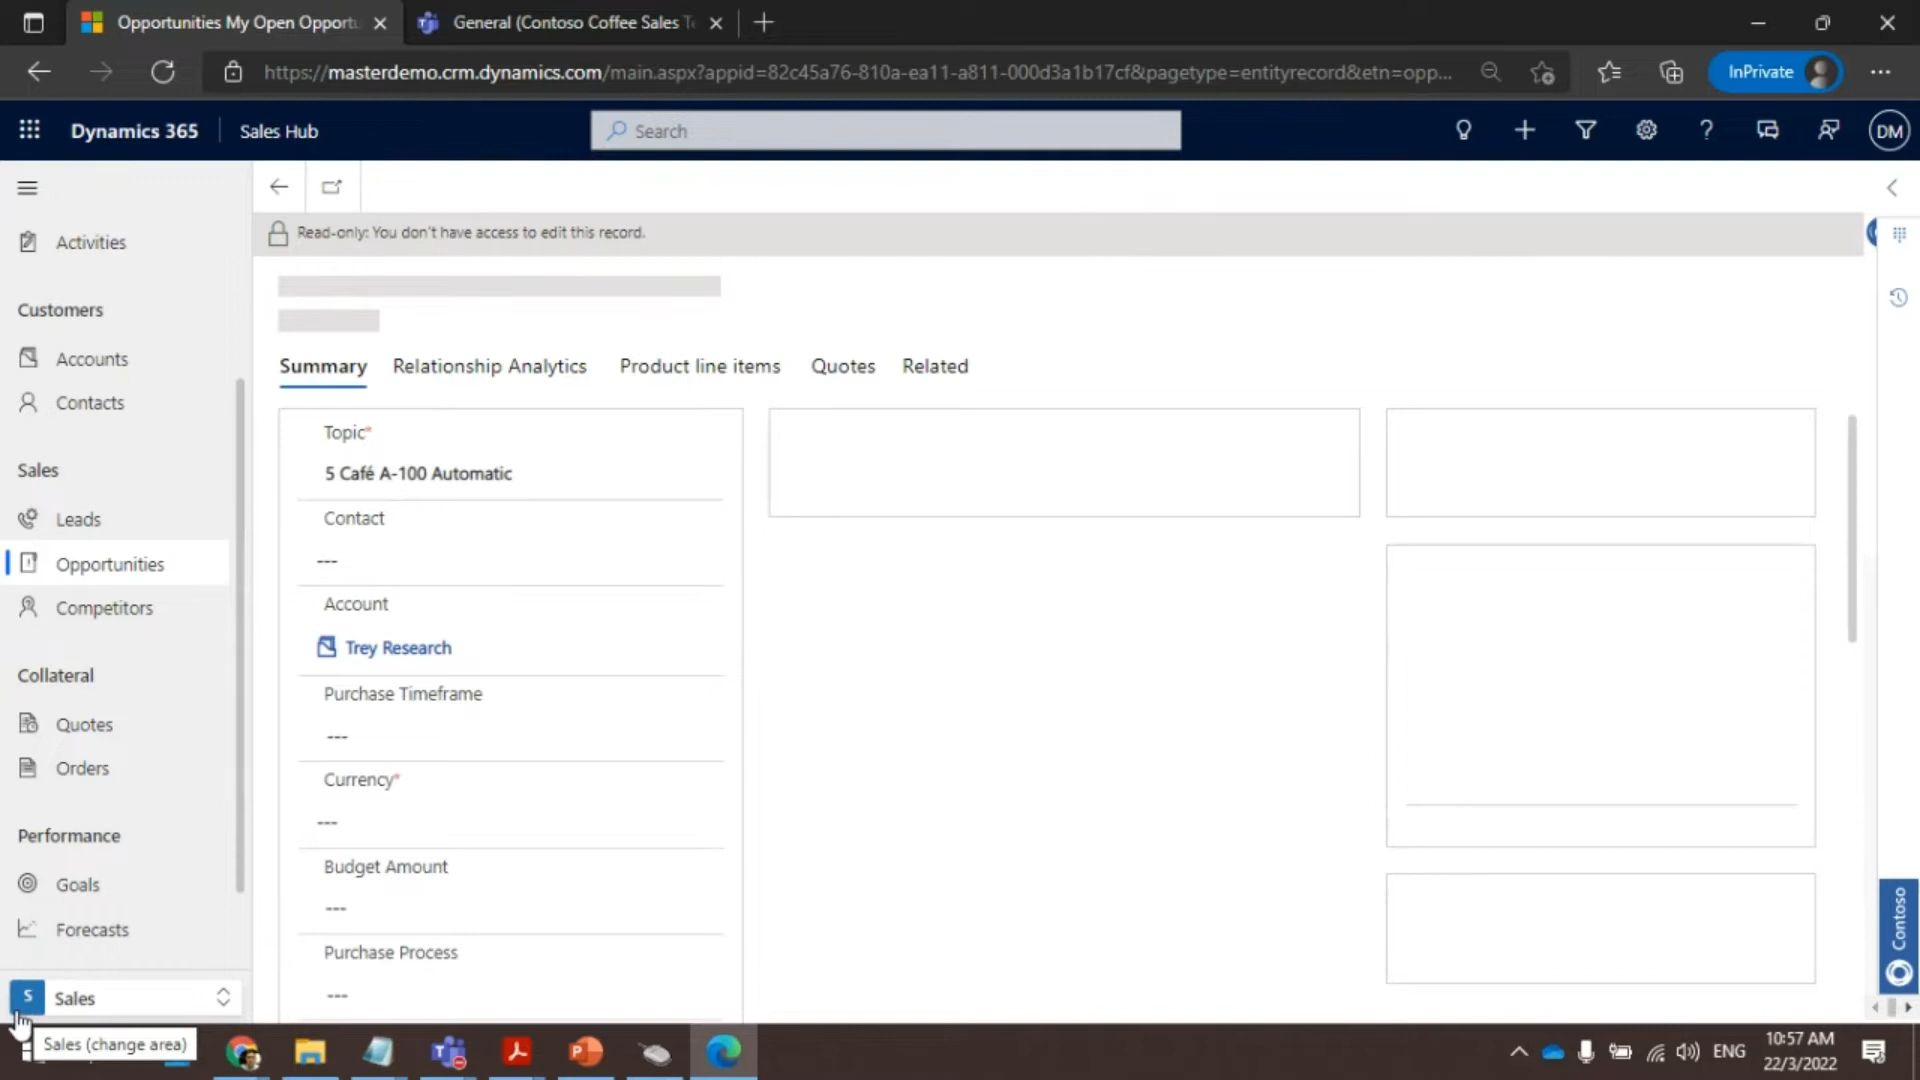 Opportunities My Open Opport
General (Contoso Coffee Sales Te
https://masterdemo.crm.dynamics.com/main.aspx?appid=82c45a76-810a-ea11-a811-000d3a1b17cf&pagetype=entityrecord&etn=opp...
InPrivate
Dynamics 365
Sales Hub
Search
DM
Read-only: You don't have access to edit this record.
Activities
Customers
Accounts
Contacts
Sales
Leads
Opportunities
Competitors
Collateral
Quotes
Orders
Performance
Goals
Forecasts
S
Sales
Sales (change area)
Summary
Relationship Analytics
Product line items
Quotes
Related
Topic*
5 Café A-100 Automatic
Contact
---
Account
Trey Research
Purchase Timeframe
---
Currency*
---
Budget Amount
---
Purchase Process
---
Contoso
ENG
10:57 AM
22/3/2022